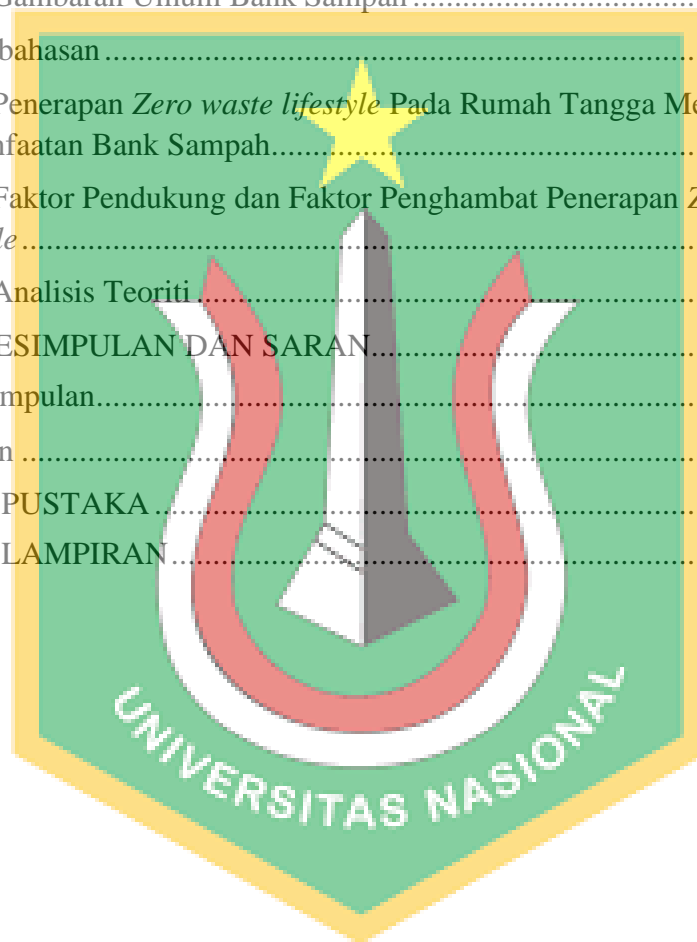 Gambaran Umum Bank Sampah
bahasan
Penerapan Zero waste lifestyle Pada Rumah Tangga Me
nfaatan Bank Sampah
Faktor Pendukung dan Faktor Penghambat Penerapan Z
le
Analisis Teoriti
ESIMPULAN DAN SARAN
mpulan
n
PUSTAKA
LAMPIRAN
UNIVERSITAS NASIONAL